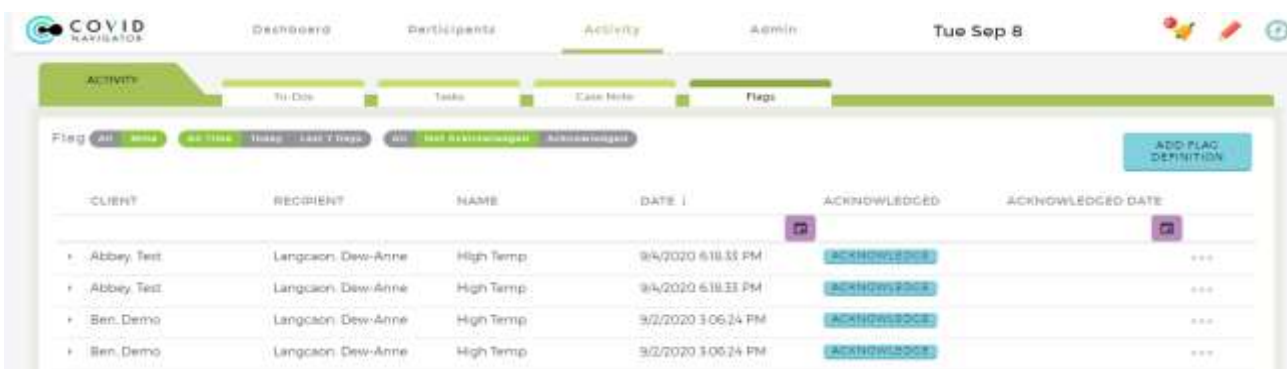 COVID Dashboard Participants Activity Admin Tue Sep 8
NAVIGATOR
ACTIVITY
To-Dos Tasks Case Note Flags
Flag All Mine All Time Today Last 7 Days All Not Acknowledged Acknowledged
ADD FLAG
DEFINITION
CLIENT RECIPIENT NAME DATE ↓ ACKNOWLEDGED ACKNOWLEDGED DATE
Abbey, Test Langcaon, Dew-Anne High Temp 9/4/2020 6:18:33 PM ACKNOWLEDGE
Abbey, Test Langcaon, Dew-Anne High Temp 9/4/2020 6:18:33 PM ACKNOWLEDGE
Ben, Demo Langcaon, Dew-Anne High Temp 9/2/2020 3:06:24 PM ACKNOWLEDGE
Ben, Demo Langcaon, Dew-Anne High Temp 9/2/2020 3:06:24 PM ACKNOWLEDGE